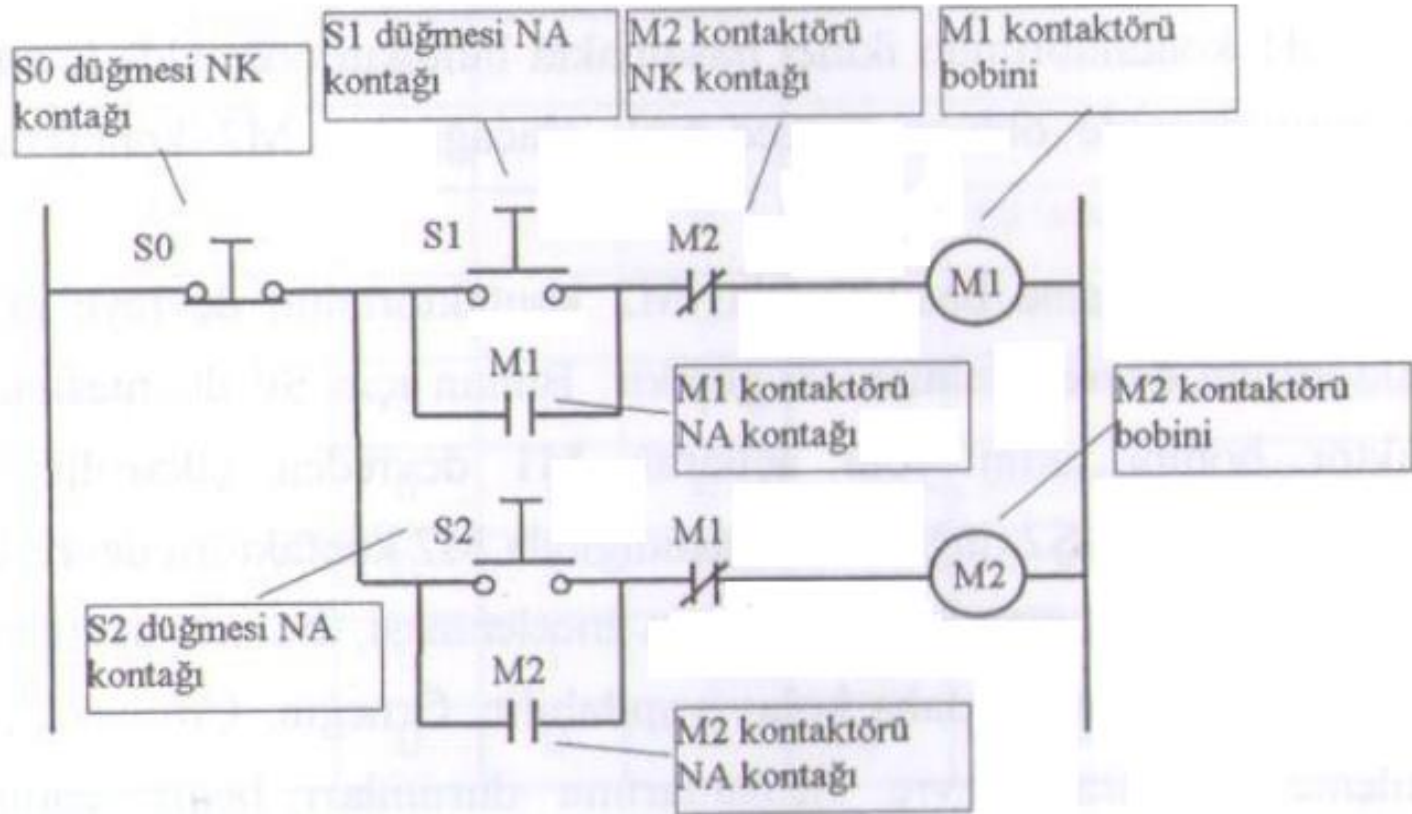 S0 düğmesi NK
kontağı
S1 düğmesi NA
kontağı
M2 kontaktörü
NK kontağı
M1 kontaktörü
bobini
S0
S1
M2
M1
M1
M1 kontaktörü
NA kontağı
M2 kontaktörü
bobini
S2
M1
M2
S2 düğmesi NA
kontağı
M2
M2 kontaktörü
NA kontağı